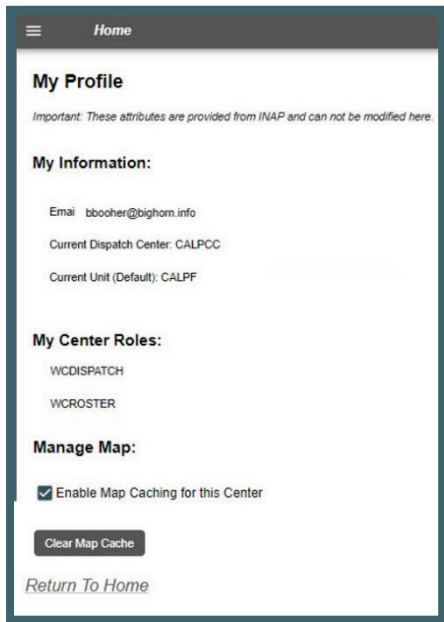 Home
My Profile
Important: These attributes are provided from INAP and can not be modified here.
My Information:
Emai bbooher@bighorn.info
Current Dispatch Center: CALPCC
Current Unit (Default): CALPF
My Center Roles:
WCDISPATCH
WCROSTER
Manage Map:
Enable Map Caching for this Center
Clear Map Cache
Return To Home